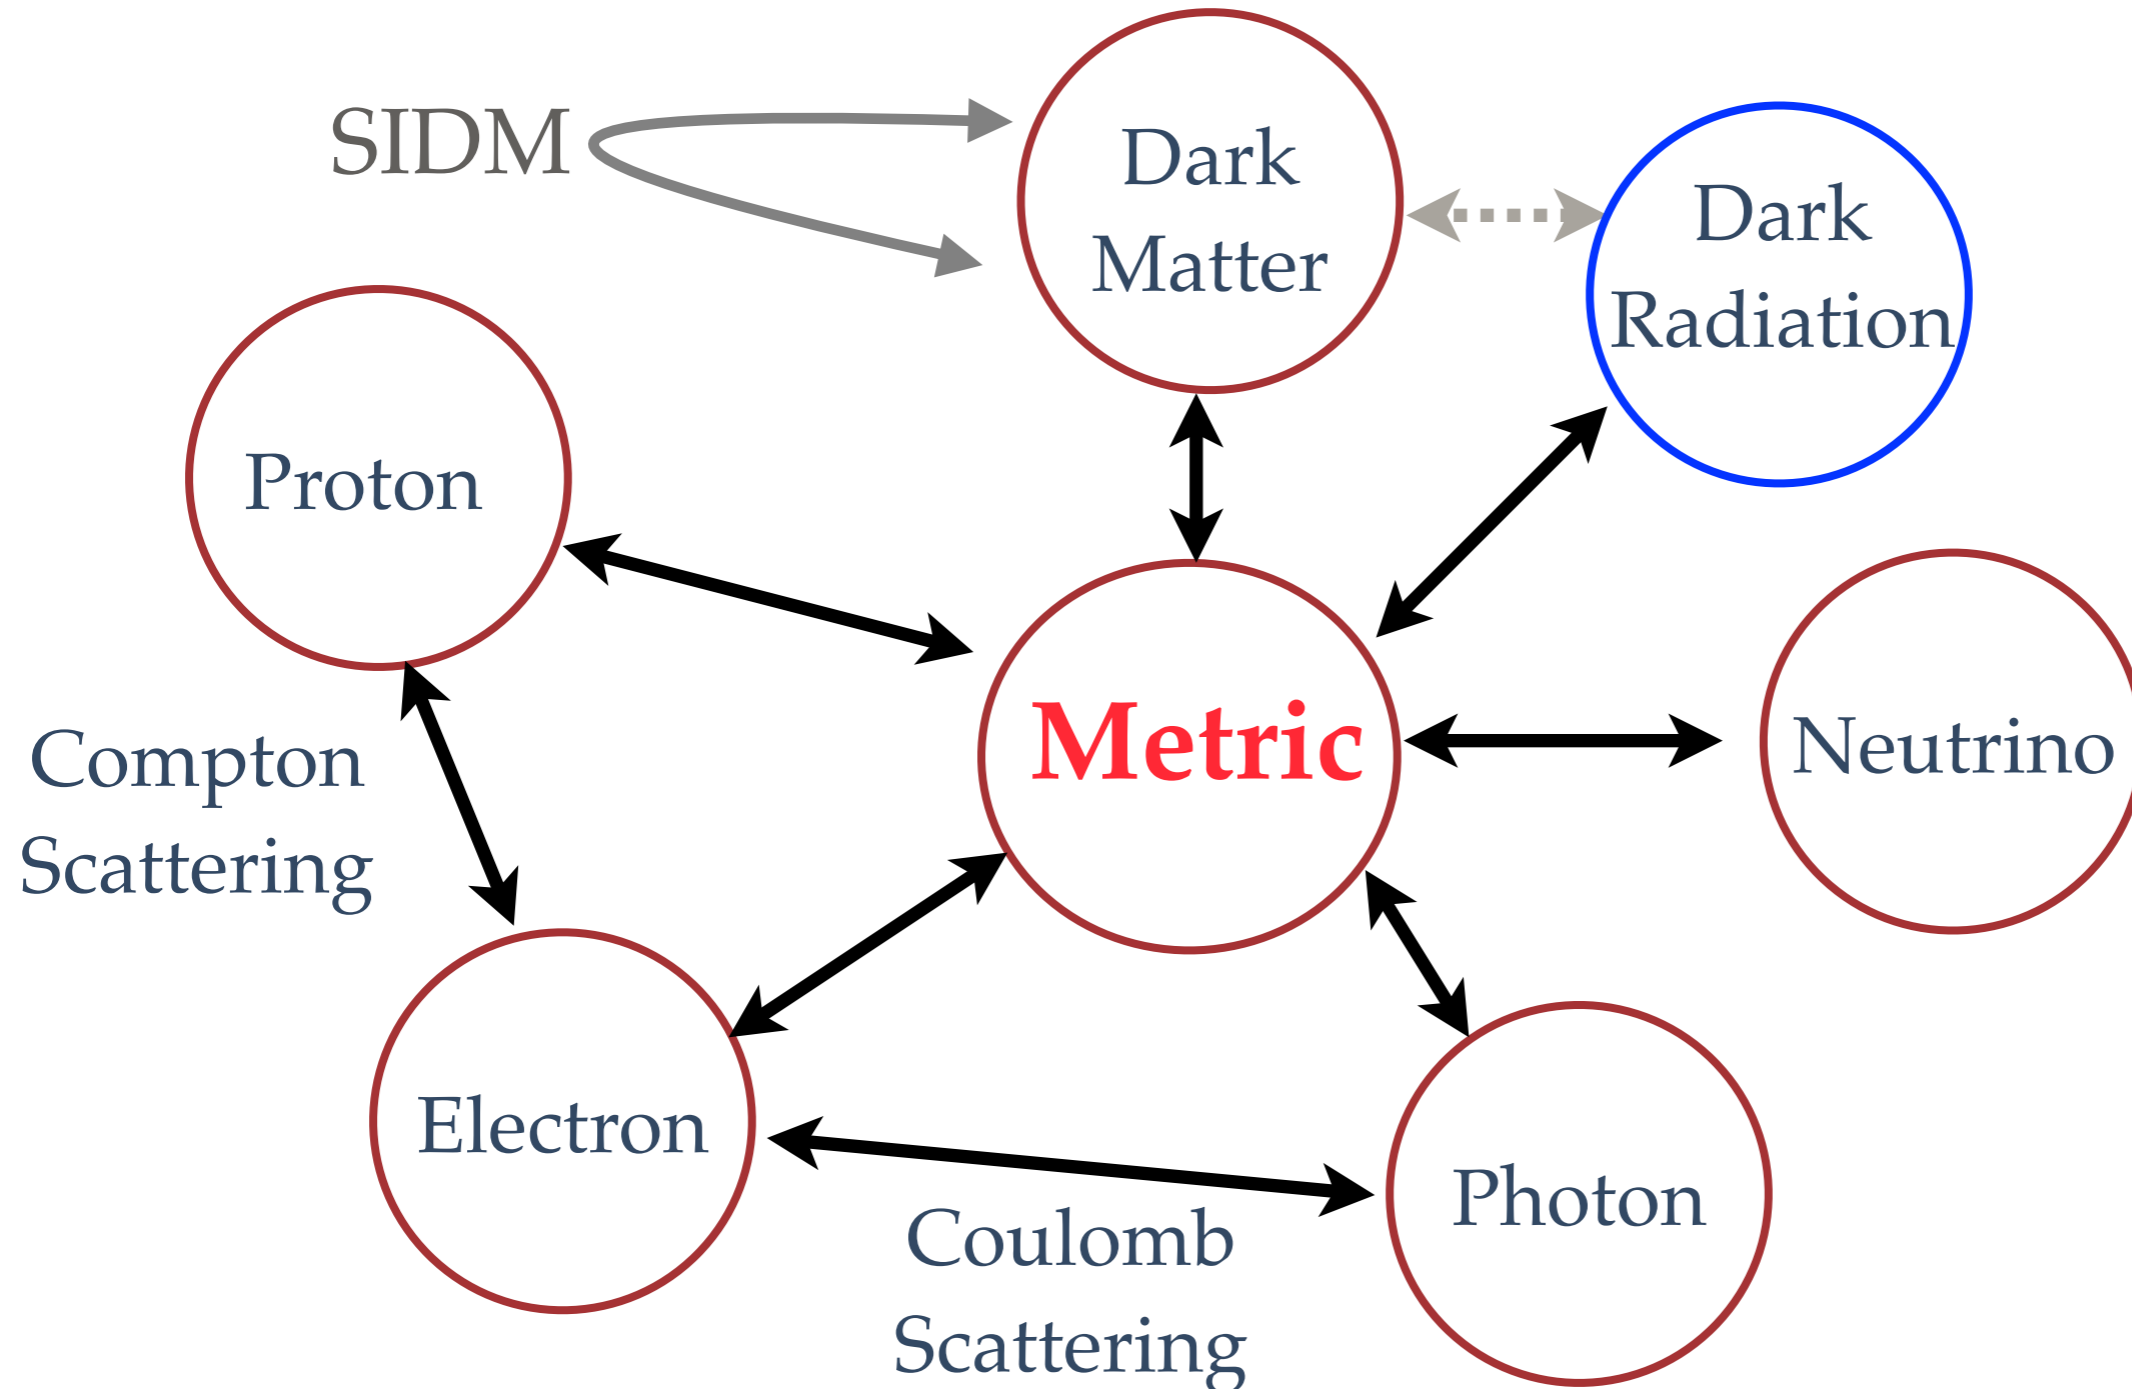 SIDM
Dark
Matter
Dark
Radiation
Proton
Metric
Neutrino
Compton
Scattering
Electron
Photon
Coulomb
Scattering